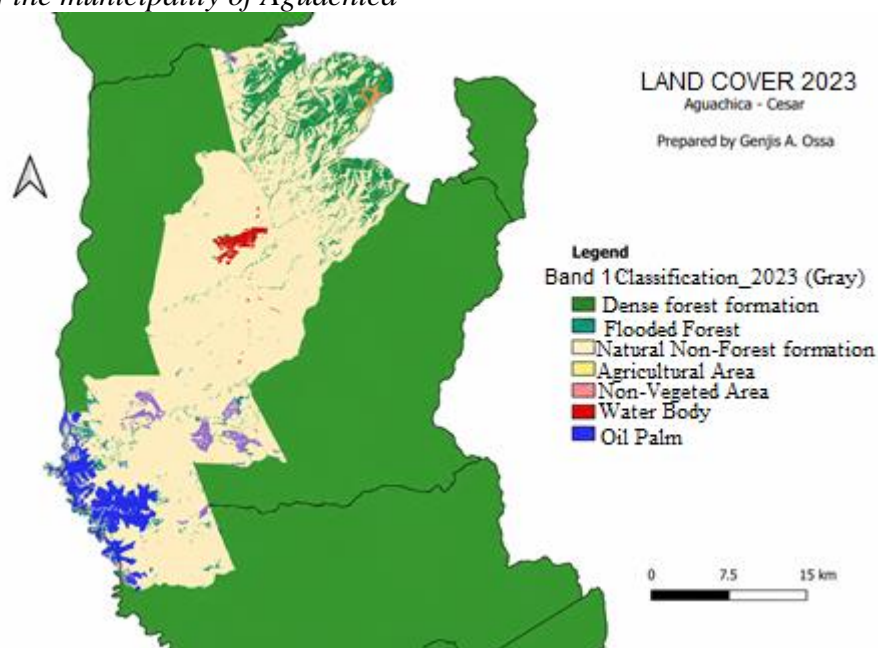 the municipality of Aguachica
LAND COVER 2023
Aguachica - Cesar
Prepared by Genjis A. Ossa
Legend
Band 1Classification_2023 (Gray)
Dense forest formation
Flooded Forest
Natural Non-Forest formation
Agricultural Area
Non-Vegeted Area
Water Body
Oil Palm
0 7.5 15 km